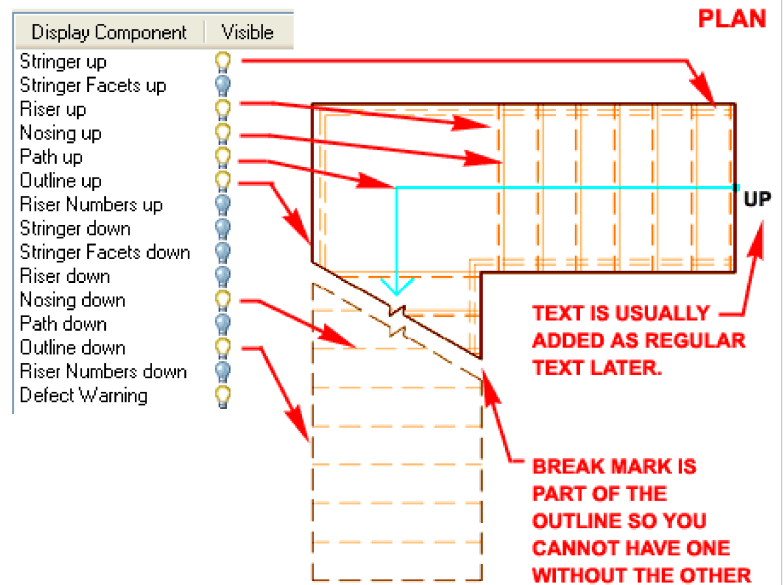 PLAN
Display Component Visible
Stringer up
Stringer Facets up
Riser up
Nosing up
Path up
Outline up
Riser Numbers up
Stringer down
Stringer Facets down
Riser down
Nosing down
Path down
Outline down
Riser Numbers down
Defect Warning
UP
TEXT IS USUALLY
ADDED AS REGULAR
TEXT LATER.
BREAK MARK IS
PART OF THE
OUTLINE SO YOU
CANNOT HAVE ONE
WITHOUT THE OTHER